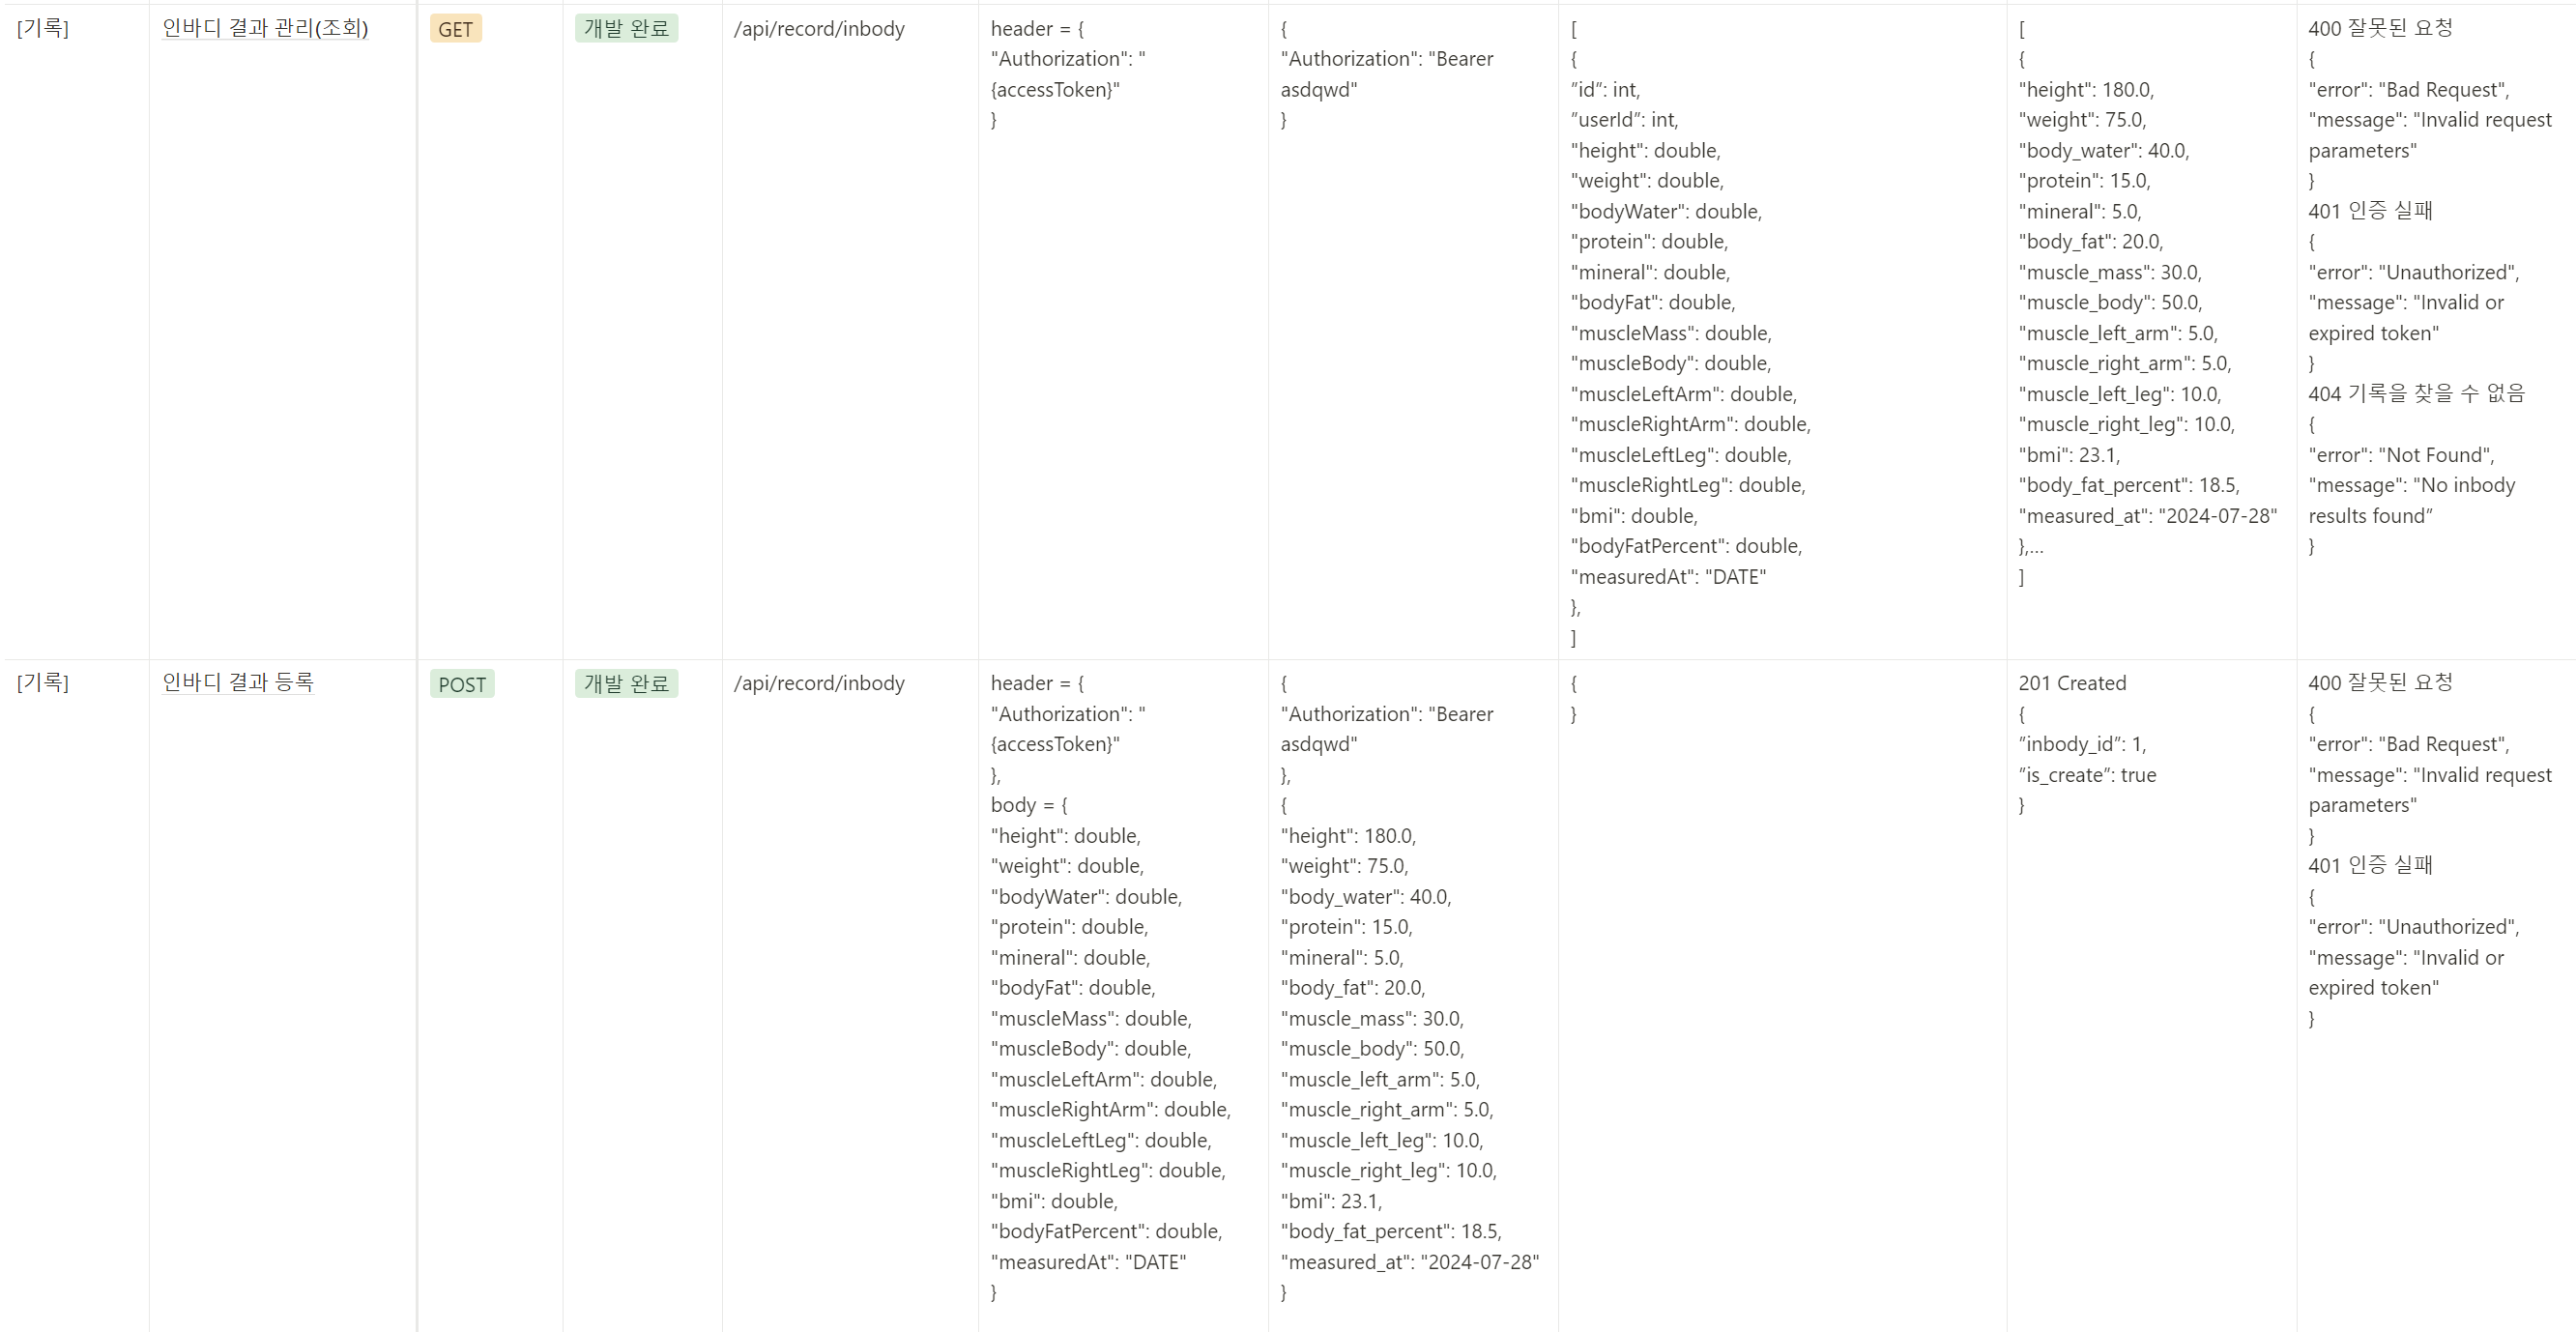 [기록]
인바디 결과 관리(조회)
GET
개발 완료
/api/record/inbody
header = {
"Authorization": "
{accessToken}"
}
{
"Authorization": "Bearer
asdqwd"
}
[
{
”id”: int,
”userId”: int,
"height": double,
"weight": double,
"bodyWater": double,
"protein": double,
"mineral": double,
"bodyFat": double,
"muscleMass": double,
"muscleBody": double,
"muscleLeftArm": double,
"muscleRightArm": double,
"muscleLeftLeg": double,
"muscleRightLeg": double,
"bmi": double,
"bodyFatPercent": double,
"measuredAt": "DATE"
},
]
[
{
"height": 180.0,
"weight": 75.0,
"body_water": 40.0,
"protein": 15.0,
"mineral": 5.0,
"body_fat": 20.0,
"muscle_mass": 30.0,
"muscle_body": 50.0,
"muscle_left_arm": 5.0,
"muscle_right_arm": 5.0,
"muscle_left_leg": 10.0,
"muscle_right_leg": 10.0,
"bmi": 23.1,
"body_fat_percent": 18.5,
"measured_at": "2024-07-28"
},...
]
400 잘못된 요청
{
"error": "Bad Request",
"message": "Invalid request
parameters"
}
401 인증 실패
{
"error": "Unauthorized",
"message": "Invalid or
expired token"
}
404 기록을 찾을 수 없음
{
"error": "Not Found",
"message": "No inbody
results found”
}
[기록]
인바디 결과 등록
POST
개발 완료
/api/record/inbody
header = {
"Authorization": "
{accessToken}"
},
body = {
"height": double,
"weight": double,
"bodyWater": double,
"protein": double,
"mineral": double,
"bodyFat": double,
"muscleMass": double,
"muscleBody": double,
"muscleLeftArm": double,
"muscleRightArm": double,
"muscleLeftLeg": double,
"muscleRightLeg": double,
"bmi": double,
"bodyFatPercent": double,
"measuredAt": "DATE"
}
{
"Authorization": "Bearer
asdqwd"
},
{
"height": 180.0,
"weight": 75.0,
"body_water": 40.0,
"protein": 15.0,
"mineral": 5.0,
"body_fat": 20.0,
"muscle_mass": 30.0,
"muscle_body": 50.0,
"muscle_left_arm": 5.0,
"muscle_right_arm": 5.0,
"muscle_left_leg": 10.0,
"muscle_right_leg": 10.0,
"bmi": 23.1,
"body_fat_percent": 18.5,
"measured_at": "2024-07-28"
}
{
}
201 Created
{
”inbody_id”: 1,
”is_create”: true
}
400 잘못된 요청
{
"error": "Bad Request",
"message": "Invalid request
parameters"
}
401 인증 실패
{
"error": "Unauthorized",
"message": "Invalid or
expired token"
}